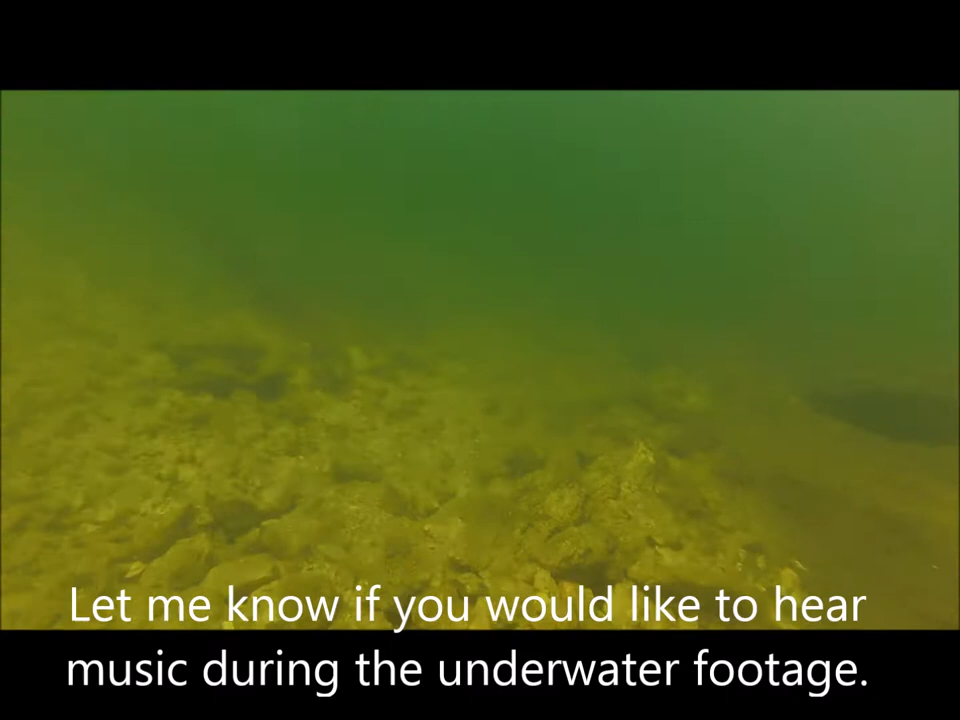 Let me know if you would like to hear
music during the underwater footage.